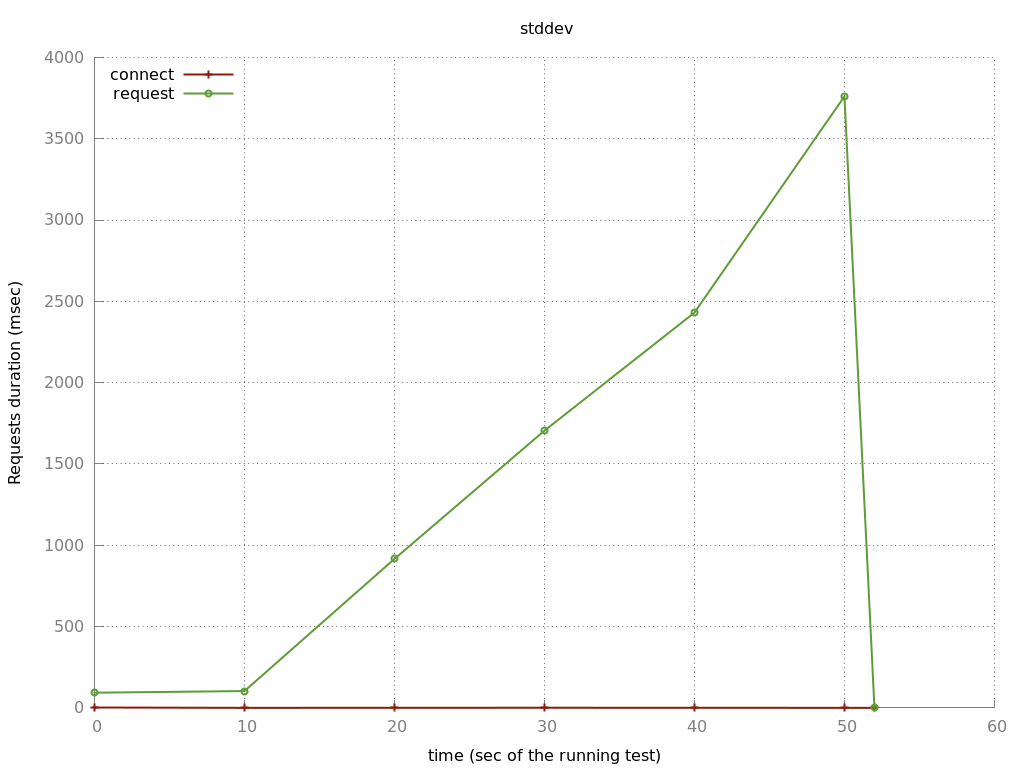 stddev
4000
3500
3000
2500
2000
1500
1000
500
0
connect
request
Requests duration (msec)
0 10 20 30 40 50 60
time (sec of the running test)